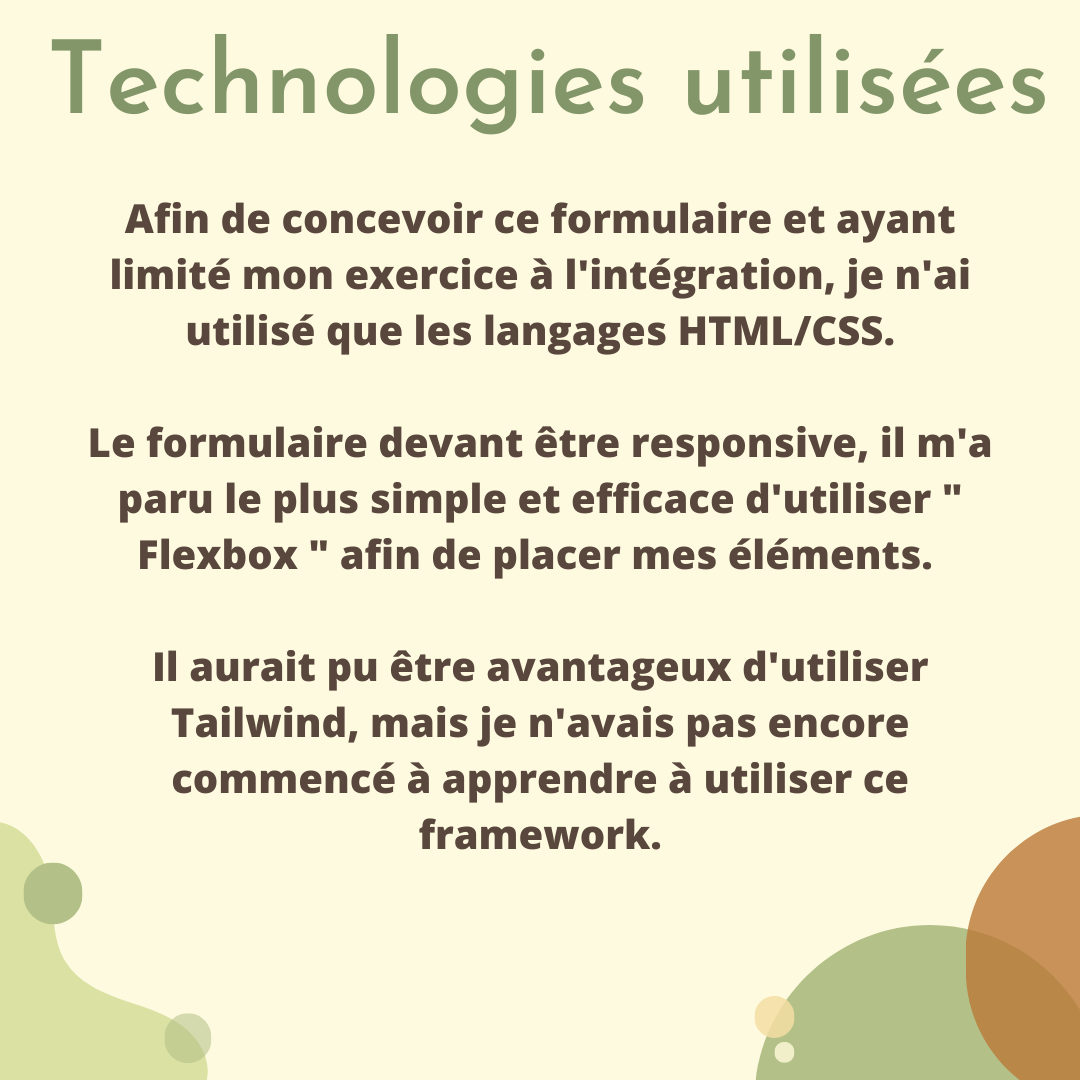 Technologies utilisées
Afin de concevoir ce formulaire et ayant
limité mon exercice à l'intégration, je n'ai
utilisé que les langages HTML/CSS.
Le formulaire devant être responsive, il m'a
paru le plus simple et efficace d'utiliser "
Flexbox " afin de placer mes éléments.
Il aurait pu être avantageux d'utiliser
Tailwind, mais je n'avais pas encore
commencé à apprendre à utiliser ce
framework.